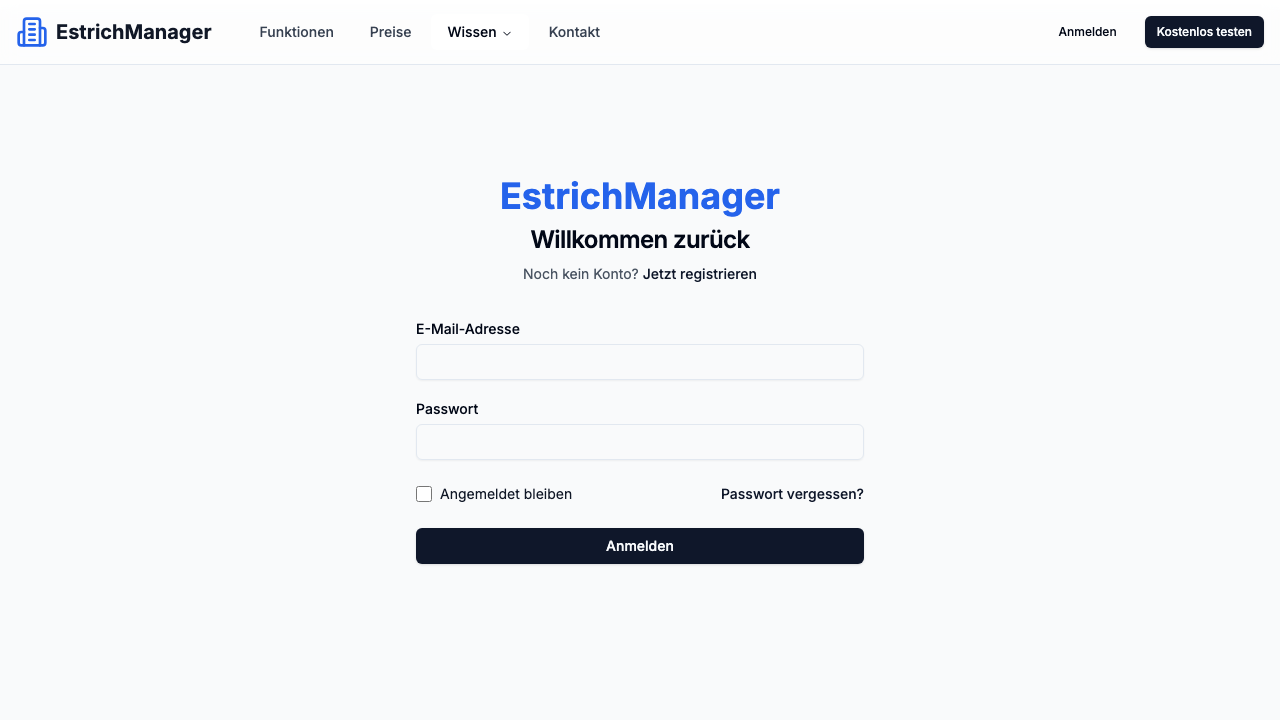 EstrichManager
Funktionen
Preise
Wissen
Kontakt
Anmelden
Kostenlos testen
EstrichManager
Willkommen zurück
Noch kein Konto? Jetzt registrieren
E-Mail-Adresse
Passwort
Angemeldet bleiben
Passwort vergessen?
Anmelden